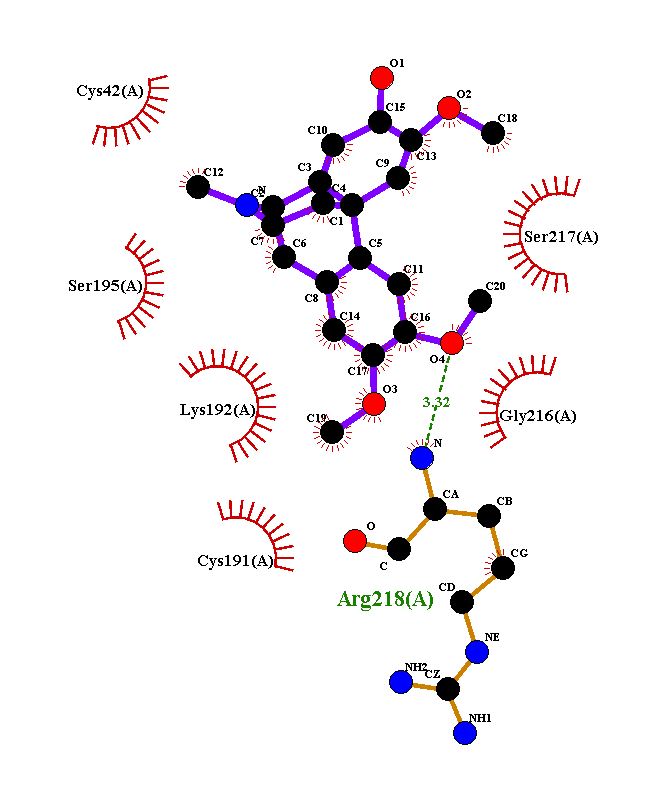 O1
Cys42(A)
O2
C15
C18
C10
C13
C12
C3
C9
C2
N
C4
C1
C7
C6
Ser217(A)
C5
Ser195(A)
C11
C8
C20
C14
C16
C17
O4
O3
3.32
Lys192(A)
C19
Gly216(A)
N
CA
CB
O
C
CG
Cys191(A)
CD
Arg218(A)
NE
NH2
CZ
NH1